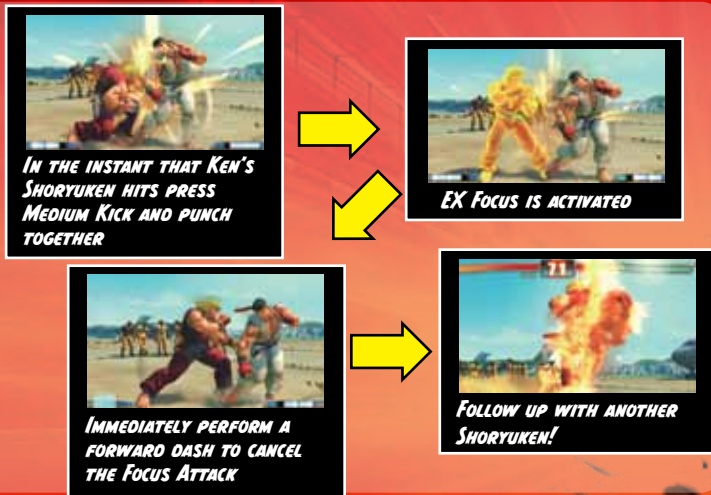 In the instant that Ken's
Shoryuken hits press
Medium Kick and punch
together
EX Focus is activated
Immediately perform a
forward dash to cancel
the Focus Attack
71
Follow up with another
Shoryuken!